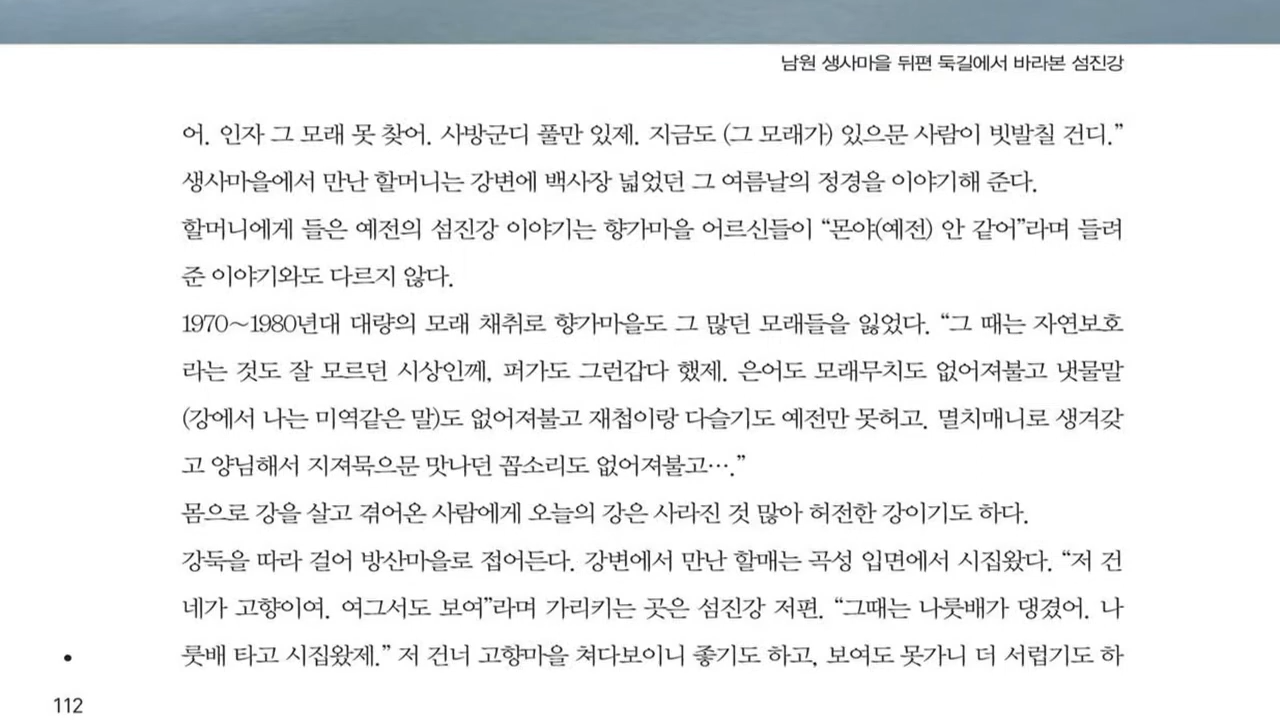 남원 생사마을 뒤편 둑길에서 바라본 섬진강
어. 인자 그 모래 못 찾어. 사방군디 풀만 있제. 지금도 (그 모래가) 있으문 사람이 빗발칠 건디.”
생사마을에서 만난 할머니는 강변에 백사장 넓었던 그 여름날의 정경을 이야기해 준다.
할머니에게 들은 예전의 섬진강 이야기는 향가마을 어르신들이 “몬야(예전) 안 같어”라며 들려
준 이야기와도 다르지 않다.
1970~1980년대 대량의 모래 채취로 향가마을도 그 많던 모래들을 잃었다. “그 때는 자연보호
라는 것도 잘 모르던 시상인께, 퍼가도 그런갑다 했제. 은어도 모래무치도 없어져불고 냇물말
(강에서 나는 미역같은 말)도 없어져불고 재첩이랑 다슬기도 예전만 못허고. 멸치매니로 생겨갖
고 양님해서 지져묵으문 맛나던 꼽소리도 없어져불고….”
몸으로 강을 살고 겪어온 사람에게 오늘의 강은 사라진 것 많아 허전한 강이기도 하다.
강둑을 따라 걸어 방산마을로 접어든다. 강변에서 만난 할매는 곡성 입면에서 시집왔다. “저 건
네가 고향이여. 여그서도 보여”라며 가리키는 곳은 섬진강 저편. “그때는 나룻배가 댕겼어. 나
룻배 타고 시집왔제.” 저 건너 고향마을 쳐다보이니 좋기도 하고, 보여도 못가니 더 서럽기도 하
112